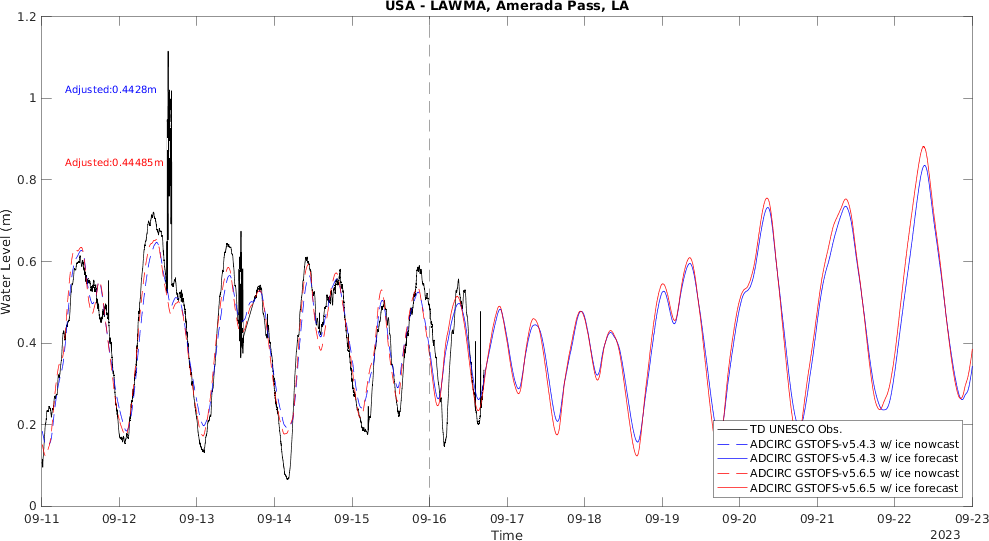 USA - LAWMA, Amerada Pass, LA
1.2
1
0.8
0.6
0.4
0.2
0
Water Level (m)
Adjusted:0.4428m
Adjusted:0.44485m
TD UNESCO Obs.
ADCIRC GSTOFS-v5.4.3 w/ ice nowcast
ADCIRC GSTOFS-v5.4.3 w/ ice forecast
ADCIRC GSTOFS-v5.6.5 w/ ice nowcast
ADCIRC GSTOFS-v5.6.5 w/ ice forecast
09-11 09-12 09-13 09-14 09-15 09-16 09-17 09-18 09-19 09-20 09-21 09-22 09-23
Time
2023